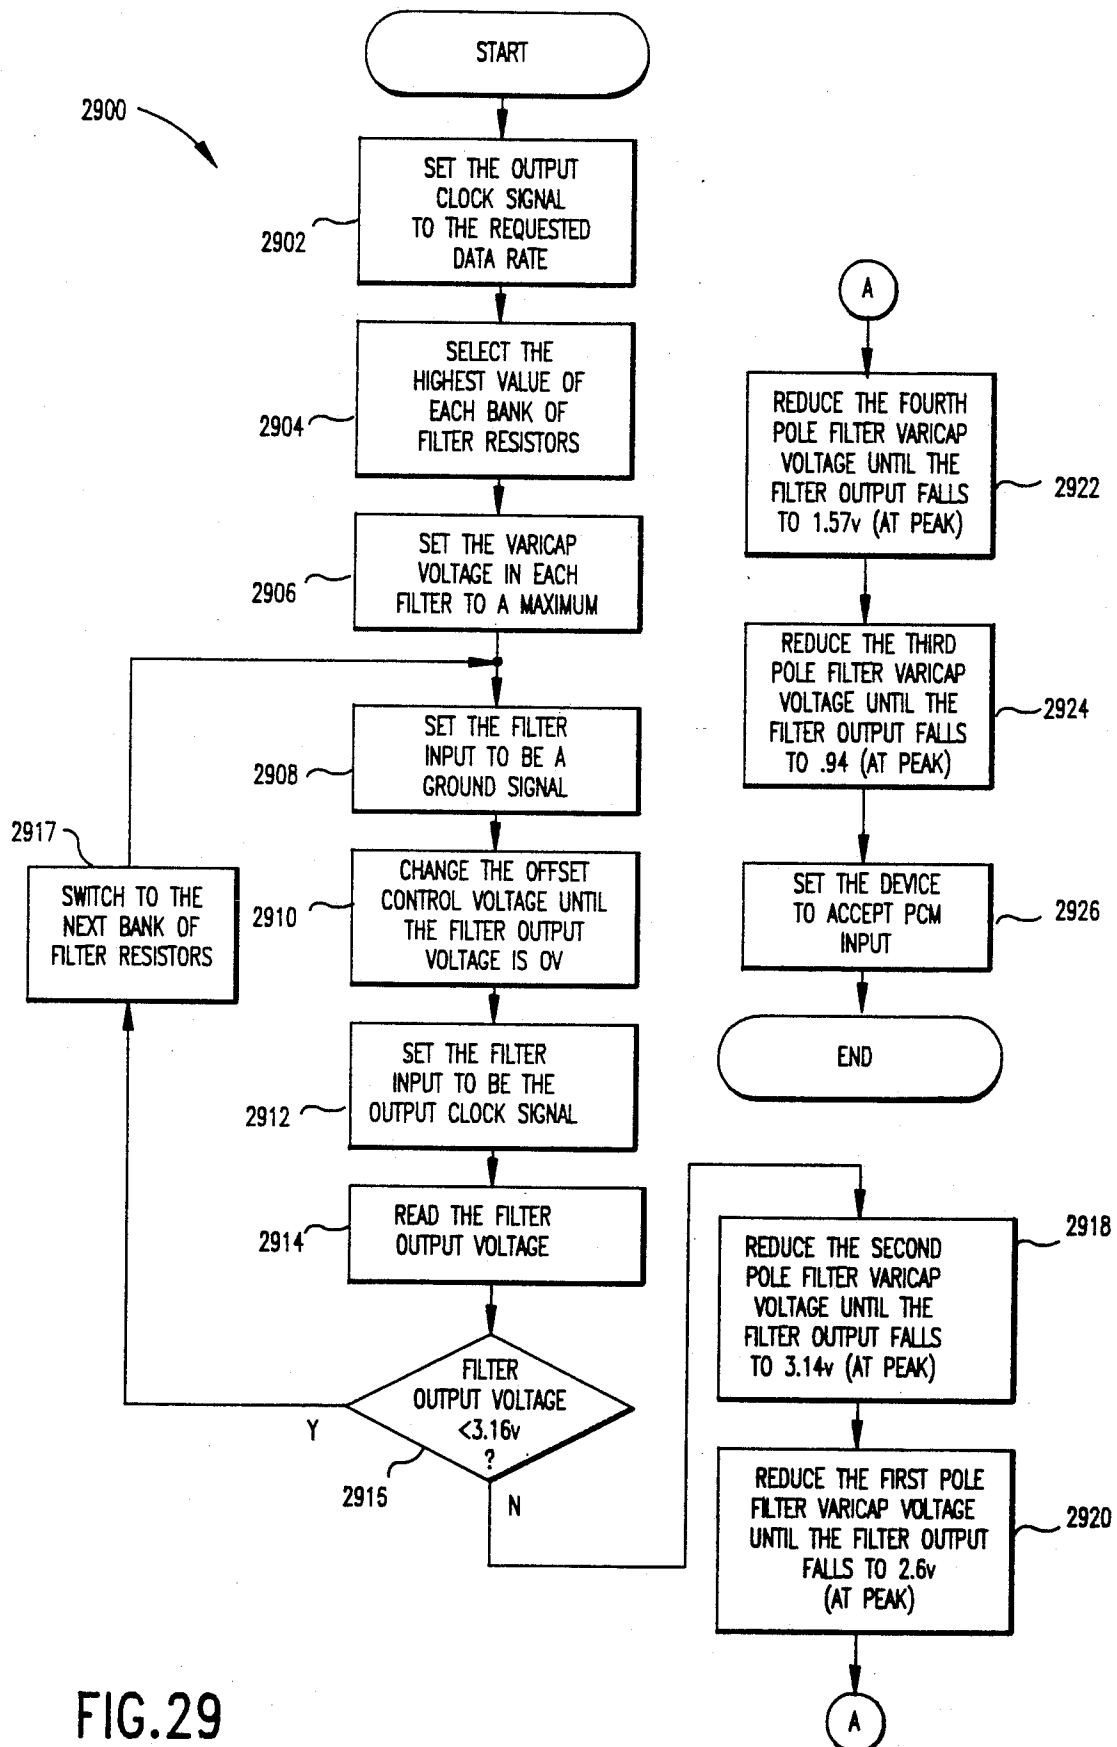 START
2900
SET THE OUTPUT
CLOCK SIGNAL
TO THE REQUESTED
DATA RATE
2902
SELECT THE
HIGHEST VALUE OF
EACH BANK OF
FILTER RESISTORS
2904
SET THE VARICAP
VOLTAGE IN EACH
FILTER TO A MAXIMUM
2906
SET THE FILTER
INPUT TO BE A
GROUND SIGNAL
2908
CHANGE THE OFFSET
CONTROL VOLTAGE UNTIL
THE FILTER OUTPUT
VOLTAGE IS 0V
2910
SET THE FILTER
INPUT TO BE THE
OUTPUT CLOCK SIGNAL
2912
READ THE FILTER
OUTPUT VOLTAGE
2914
FILTER
OUTPUT VOLTAGE
<3.16v
?
2915
Y
N
2917
SWITCH TO THE
NEXT BANK OF
FILTER RESISTORS
REDUCE THE SECOND
POLE FILTER VARICAP
VOLTAGE UNTIL THE
FILTER OUTPUT FALLS
TO 3.14v (AT PEAK)
2918
REDUCE THE FIRST POLE
FILTER VARICAP VOLTAGE
UNTIL THE FILTER OUTPUT
FALLS TO 2.6v
(AT PEAK)
2920
A
A
REDUCE THE FOURTH
POLE FILTER VARICAP
VOLTAGE UNTIL THE
FILTER OUTPUT FALLS
TO 1.57v (AT PEAK)
2922
REDUCE THE THIRD
POLE FILTER VARICAP
VOLTAGE UNTIL THE
FILTER OUTPUT FALLS
TO .94 (AT PEAK)
2924
SET THE DEVICE
TO ACCEPT PCM
INPUT
2926
END
FIG.29